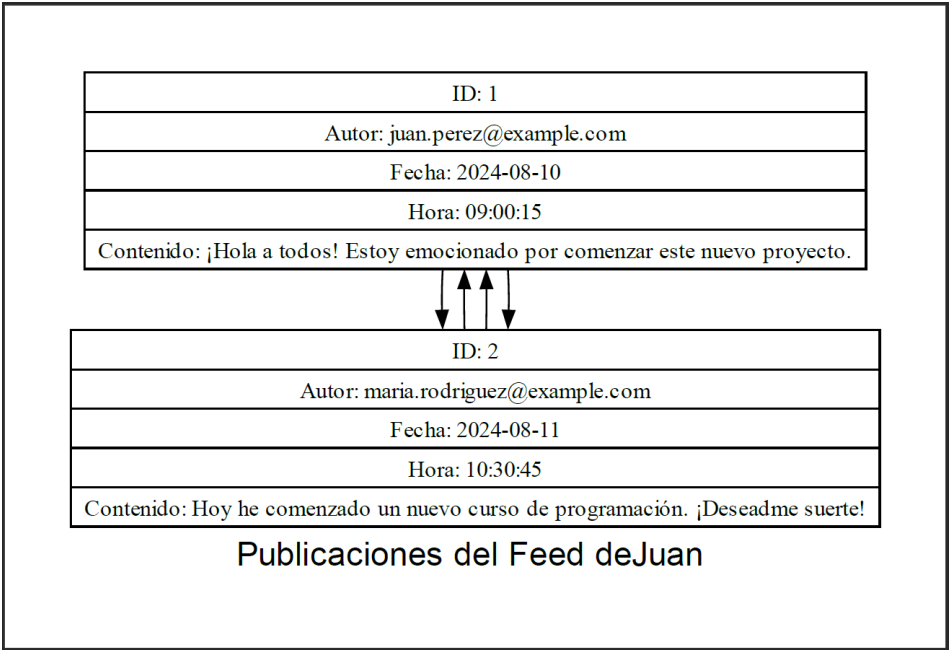 ID: 1
Autor: juan.perez@example.com
Fecha: 2024-08-10
Hora: 09:00:15
Contenido: ¡Hola a todos! Estoy emocionado por comenzar este nuevo proyecto.
ID: 2
Autor: maria.rodriguez@example.com
Fecha: 2024-08-11
Hora: 10:30:45
Contenido: Hoy he comenzado un nuevo curso de programación. ¡Deseadme suerte!
Publicaciones del Feed deJuan